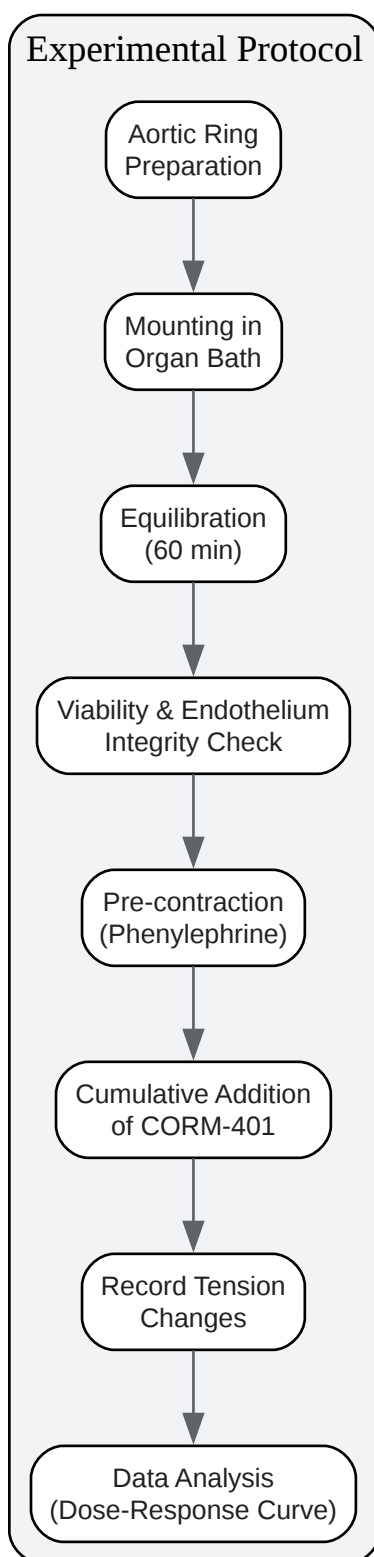 Experimental Protocol
Aortic Ring
Preparation
Mounting in
Organ Bath
Equilibration
(60 min)
Viability & Endothelium
Integrity Check
Pre-contraction
(Phenylephrine)
Cumulative Addition
of CORM-401
Record Tension
Changes
Data Analysis
(Dose-Response Curve)